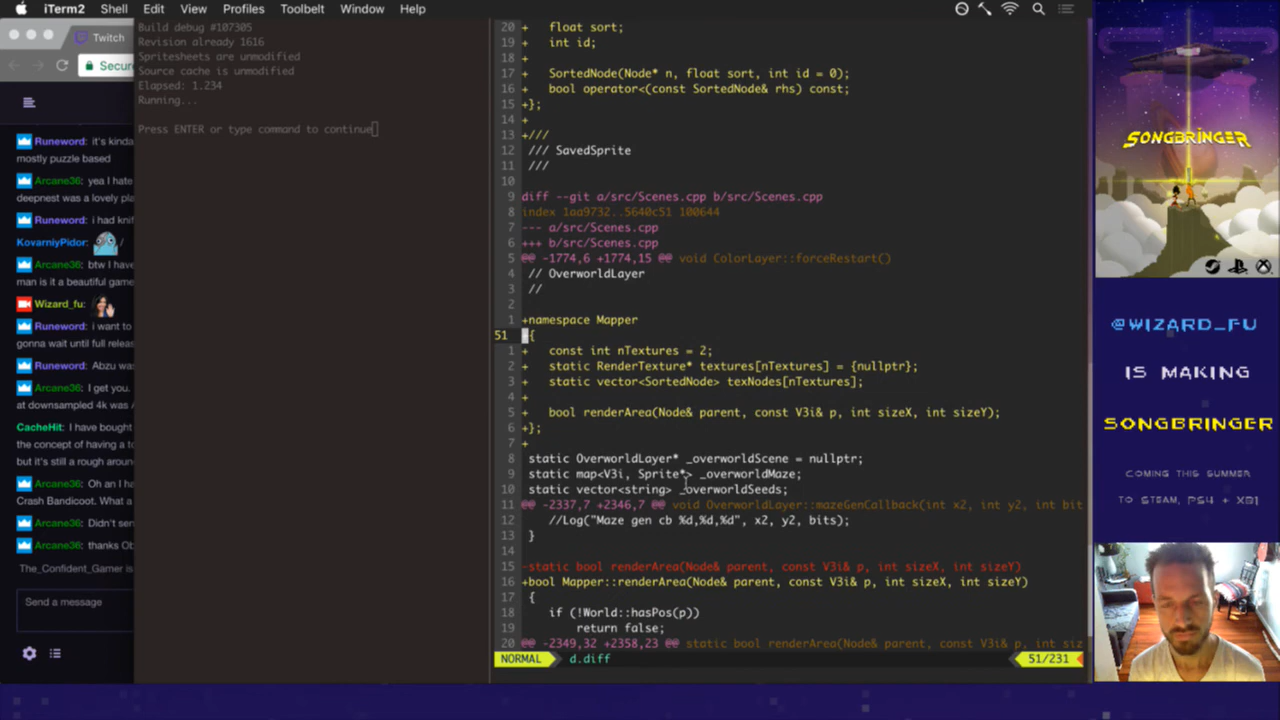 iTerm2 Shell Edit View Profiles Toolbelt Window Help
Twitch
Secure
Runeword: it's kinda
mostly puzzle based
Arcane36: yea I hate
deepnest was a lovely pla
Runeword: i had knif
KovarniyPidor: /
Arcane36: btw I have
man is it a beautiful game
Wizard_fu:
Runeword: i want to
gonna wait until full releas
Runeword: Abzu was
Arcane36: I get you.
at downsampled 4k was
CacheHit: I have bought
the concept of having a to
but it's still a rough aroun
Arcane36: Oh an I ha
Crash Bandicoot. What a
Arcane36: Didn't sen
Arcane36: thanks Ob
The_Confident_Gamer is
Send a message
Build debug #107305
Revision already 1616
Spritesheets are unmodified
Source cache is unmodified
Elapsed: 1.234
Running...
Press ENTER or type command to continue
20 + float sort;
19 + int id;
18 +
17 + SortedNode(Node* n, float sort, int id = 0);
16 + bool operator<(const SortedNode& rhs) const;
15 +};
14 +
13 +///
12 /// SavedSprite
11 ///
10
9 diff --git a/src/Scenes.cpp b/src/Scenes.cpp
8 index 1aa9732..5640c51 100644
7 --- a/src/Scenes.cpp
6 +++ b/src/Scenes.cpp
5 @@ -1774,6 +1774,15 @@ void ColorLayer::forceRestart()
4 // OverworldLayer
3 //
2
1 +namespace Mapper
51 {
1 + const int nTextures = 2;
2 + static RenderTexture* textures[nTextures] = {nullptr};
3 + static vector<SortedNode> texNodes[nTextures];
4 +
5 + bool renderArea(Node& parent, const V3i& p, int sizeX, int sizeY);
6 +};
7 +
8 static OverworldLayer* _overworldScene = nullptr;
9 static map<V3i, Sprite*> _overworldMaze;
10 static vector<string> _overworldSeeds;
11 @@ -2337,7 +2346,7 @@ void OverworldLayer::mazeGenCallback(int x2, int y2, int bit
12 //Log("Maze gen cb %d,%d,%d", x2, y2, bits);
13 }
14
15 -static bool renderArea(Node& parent, const V3i& p, int sizeX, int sizeY)
16 +bool Mapper::renderArea(Node& parent, const V3i& p, int sizeX, int sizeY)
17 {
18 if (!World::hasPos(p))
19 return false;
20 @@ -2349,32 +2358,23 @@ static bool renderArea(Node& parent, const V3i& p, int siz
NORMAL d.diff 51/231
SONGBRINGER
@WIZARD_FU
IS MAKING
SONGBRINGER
COMING THIS SUMMER
TO STEAM, PS4 + XB1